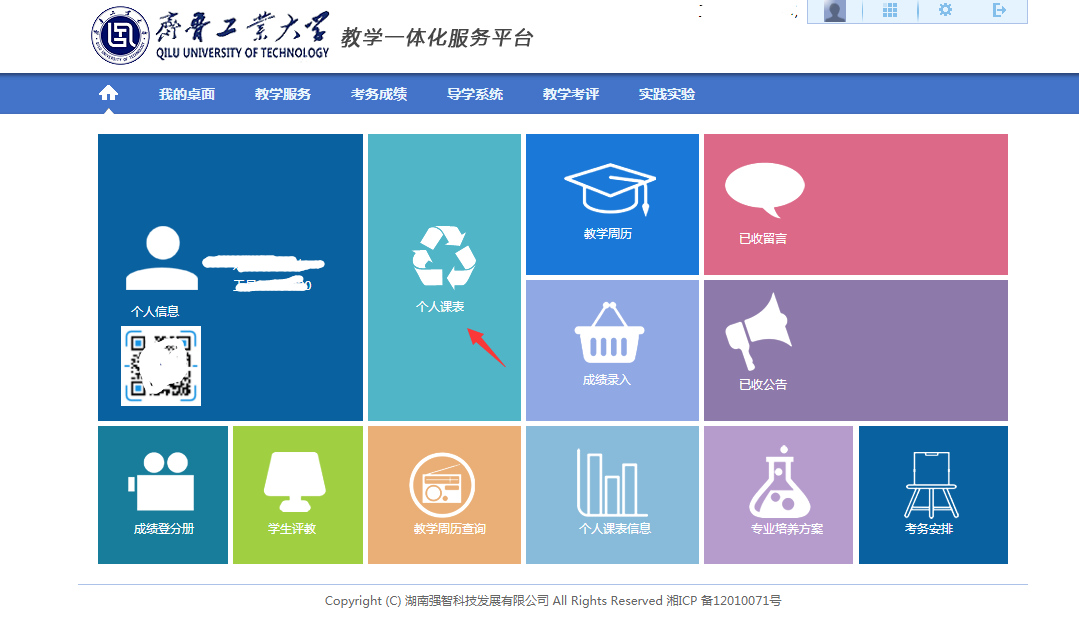 齊鲁工業大学
QILU UNIVERSITY OF TECHNOLOGY
教学一体化服务平台
我的桌面 教学服务 考务成绩 导学系统 教学考评 实践实验
个人信息
个人课表
教学周历
已收留言
成绩录入
已收公告
成绩登分册
学生评教
教学周历查询
个人课表信息
专业培养方案
考务安排
Copyright (C) 湖南强智科技发展有限公司 All Rights Reserved 湘ICP 备12010071号